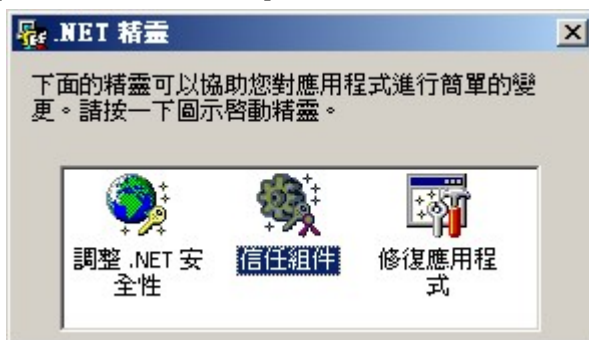 .NET 精靈
下面的精靈可以協助您對應用程式進行簡單的變
更。請按一下圖示啓動精靈。
調整 .NET 安
全性
信任組件
修復應用程
式